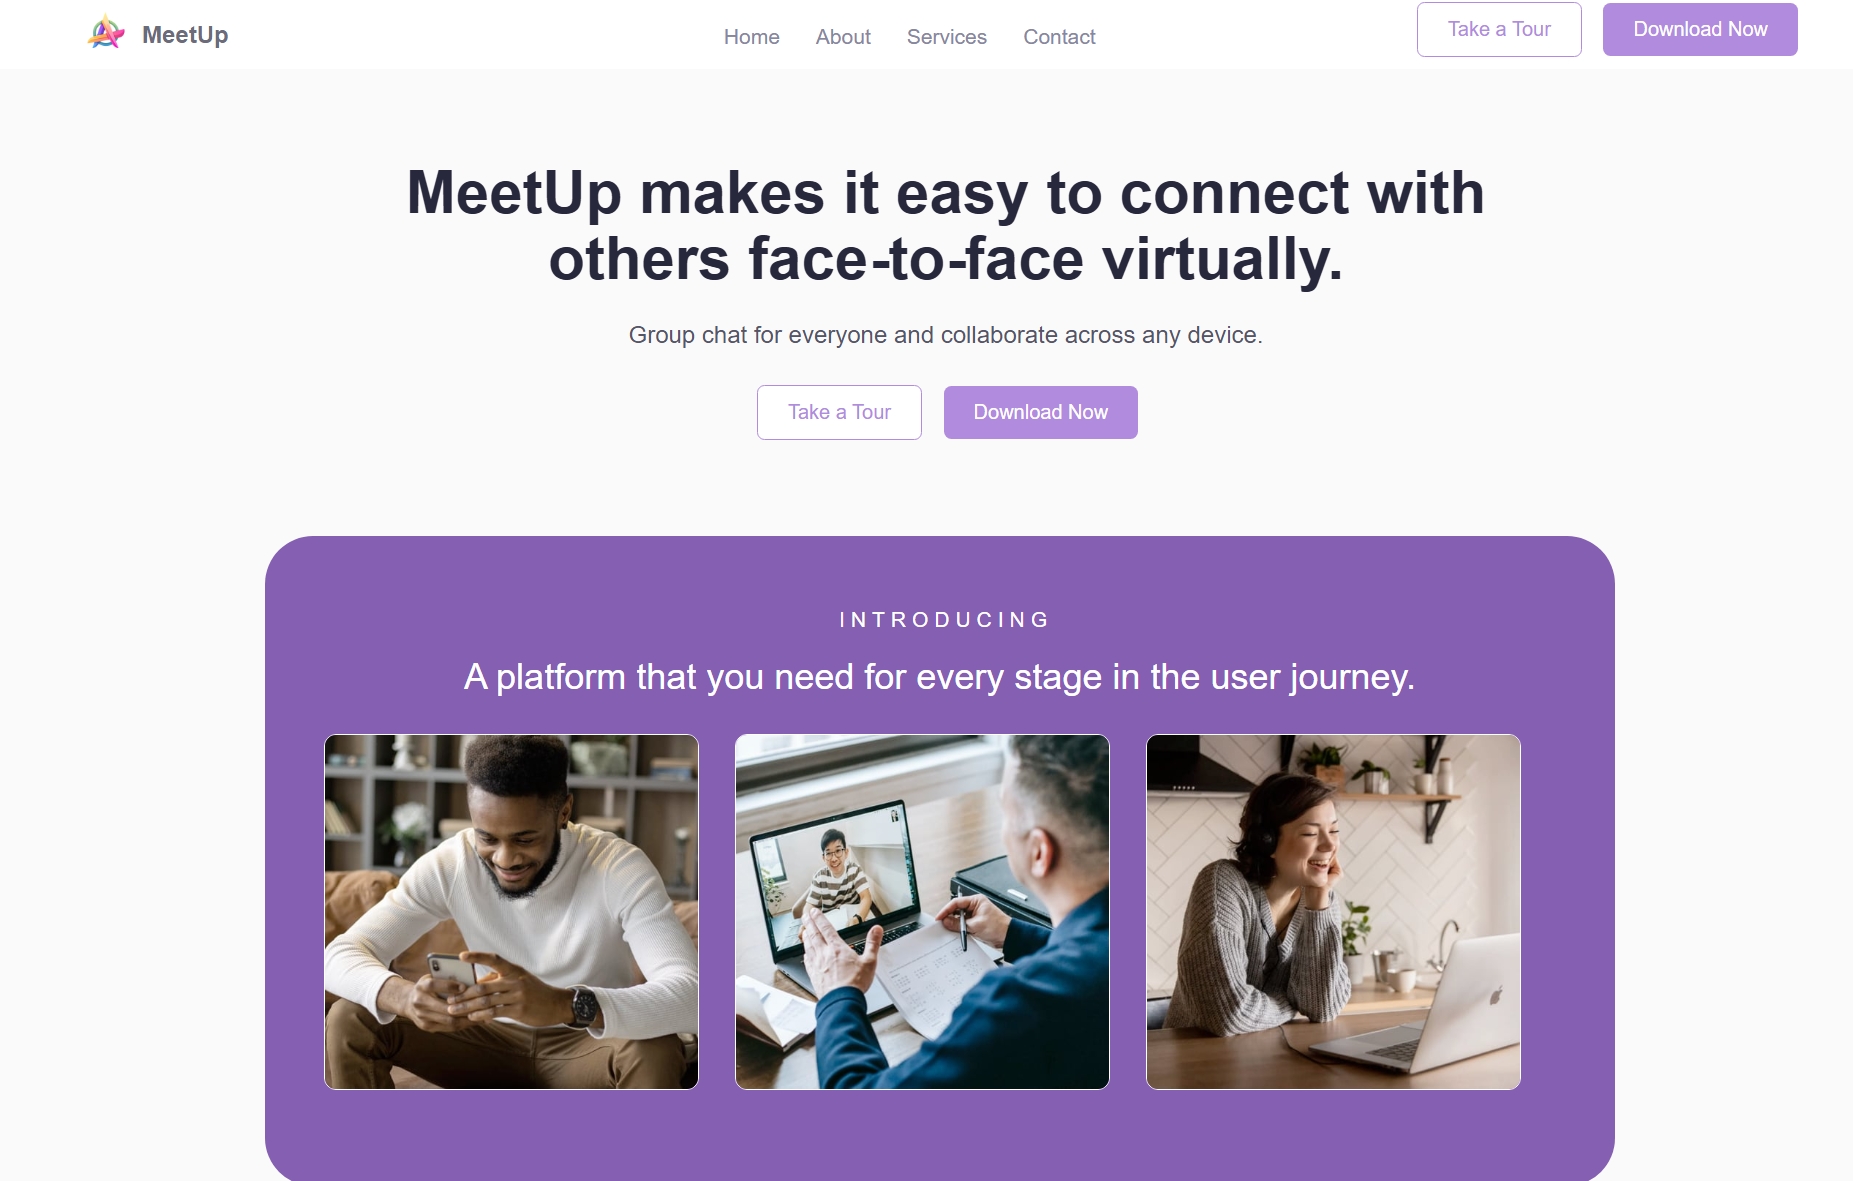 MeetUp
Home About Services Contact
Take a Tour Download Now
MeetUp makes it easy to connect with
others face-to-face virtually.
Group chat for everyone and collaborate across any device.
Take a Tour Download Now
INTRODUCING
A platform that you need for every stage in the user journey.